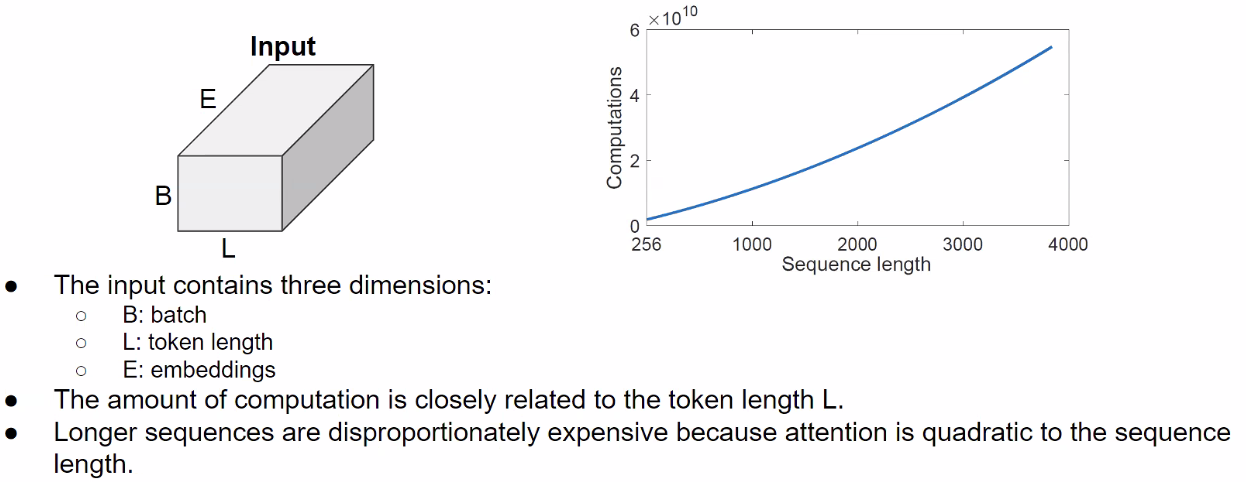 Input
E
B
L
×10^10
6
4
2
0
Computations
256 1000 2000 3000 4000
Sequence length
● The input contains three dimensions:
○ B: batch
○ L: token length
○ E: embeddings
● The amount of computation is closely related to the token length L.
● Longer sequences are disproportionately expensive because attention is quadratic to the sequence
length.